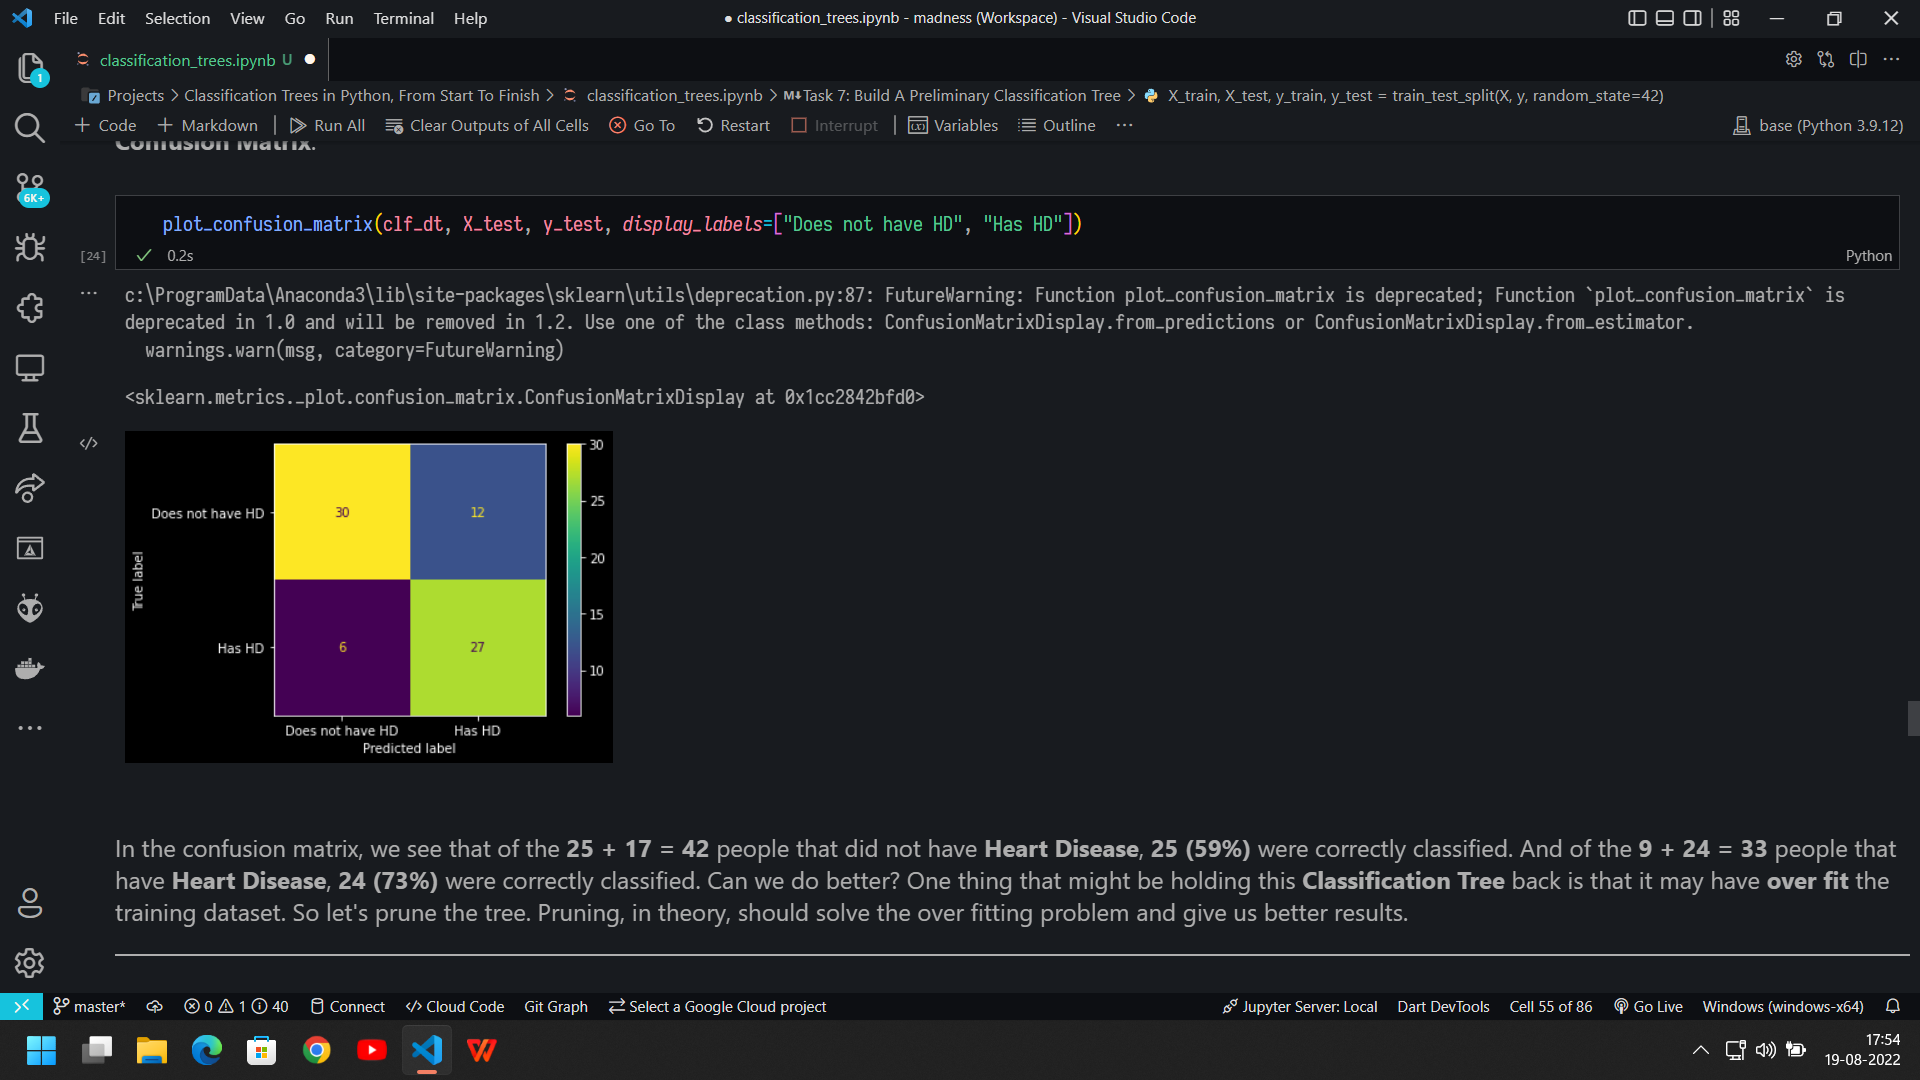 File Edit Selection View Go Run Terminal Help
● classification_trees.ipynb - madness (Workspace) - Visual Studio Code
classification_trees.ipynb U ●
Projects > Classification Trees in Python, From Start To Finish > classification_trees.ipynb > M↓Task 7: Build A Preliminary Classification Tree > X_train, X_test, y_train, y_test = train_test_split(X, y, random_state=42)
+ Code + Markdown | Run All Clear Outputs of All Cells Go To Restart Interrupt | Variables Outline ···
base (Python 3.9.12)
1
6K+
Confusion Matrix.
plot_confusion_matrix(clf_dt, X_test, y_test, display_labels=["Does not have HD", "Has HD"])
[24] ✓ 0.2s
Python
c:\ProgramData\Anaconda3\lib\site-packages\sklearn\utils\deprecation.py:87: FutureWarning: Function plot_confusion_matrix is deprecated; Function `plot_confusion_matrix` is
deprecated in 1.0 and will be removed in 1.2. Use one of the class methods: ConfusionMatrixDisplay.from_predictions or ConfusionMatrixDisplay.from_estimator.
warnings.warn(msg, category=FutureWarning)
<sklearn.metrics._plot.confusion_matrix.ConfusionMatrixDisplay at 0x1cc2842bfd0>
</>
30
25
20
15
10
Does not have HD
30
12
True label
Has HD
6
27
Does not have HD
Has HD
Predicted label
In the confusion matrix, we see that of the 25 + 17 = 42 people that did not have Heart Disease, 25 (59%) were correctly classified. And of the 9 + 24 = 33 people that
have Heart Disease, 24 (73%) were correctly classified. Can we do better? One thing that might be holding this Classification Tree back is that it may have over fit the
training dataset. So let's prune the tree. Pruning, in theory, should solve the over fitting problem and give us better results.
master* 0 1 40 Connect </> Cloud Code Git Graph Select a Google Cloud project
Jupyter Server: Local Dart DevTools Cell 55 of 86 Go Live Windows (windows-x64)
17:54
19-08-2022